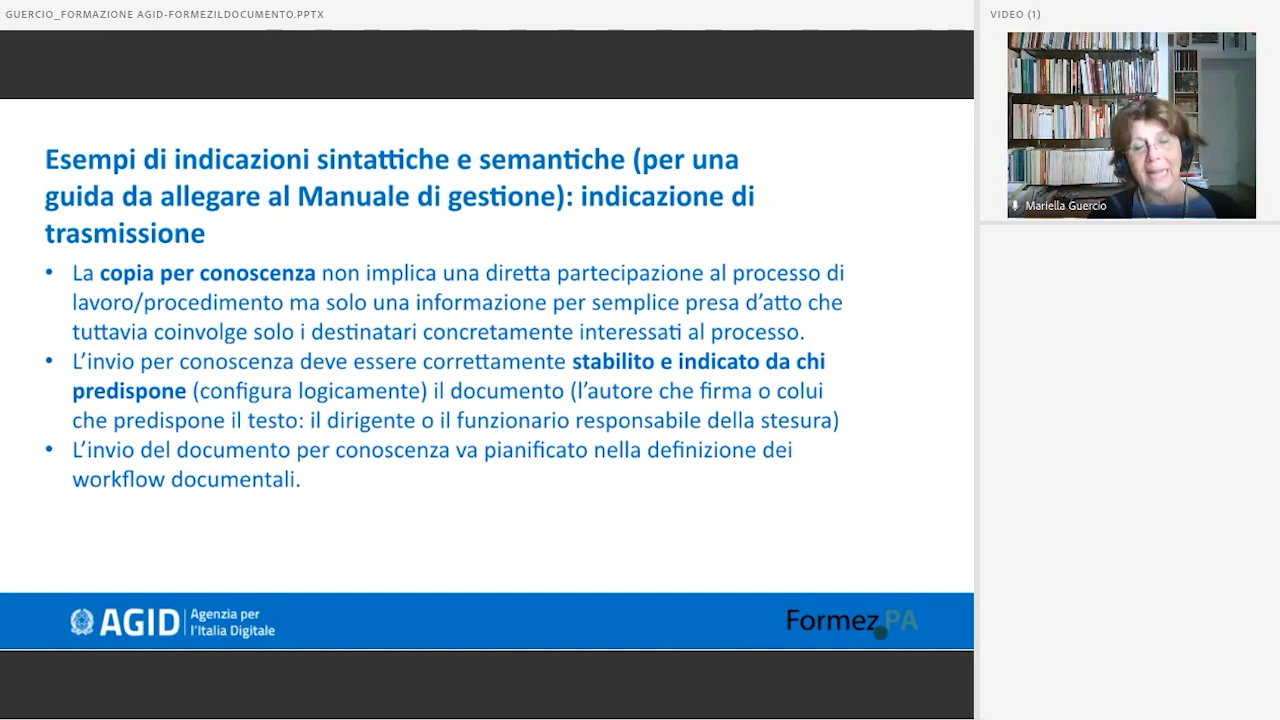 GUERCIO_FORMAZIONE AGID-FORMEZILDOCUMENTO.PPTX
VIDEO (1)
Mariella Guercio
Esempi di indicazioni sintattiche e semantiche (per una
guida da allegare al Manuale di gestione): indicazione di
trasmissione
• La copia per conoscenza non implica una diretta partecipazione al processo di
lavoro/procedimento ma solo una informazione per semplice presa d’atto che
tuttavia coinvolge solo i destinatari concretamente interessati al processo.
• L’invio per conoscenza deve essere correttamente stabilito e indicato da chi
predispone (configura logicamente) il documento (l’autore che firma o colui
che predispone il testo: il dirigente o il funzionario responsabile della stesura)
• L’invio del documento per conoscenza va pianificato nella definizione dei
workflow documentali.
AGID Agenzia per
l’Italia Digitale
Formez PA